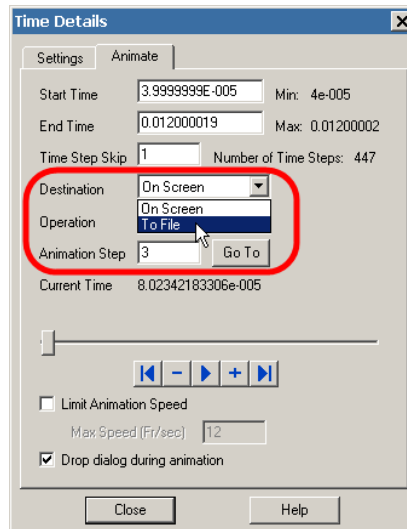 Time Details
Settings Animate
Start Time 3.9999999E-005 Min: 4e-005
End Time 0.012000019 Max: 0.01200002
Time Step Skip 1 Number of Time Steps: 447
Destination On Screen
On Screen
Operation To File
Animation Step 3 Go To
Current Time 8.02342183306e-005
Limit Animation Speed
Max Speed (Fr/sec) 12
Drop dialog during animation
Close Help